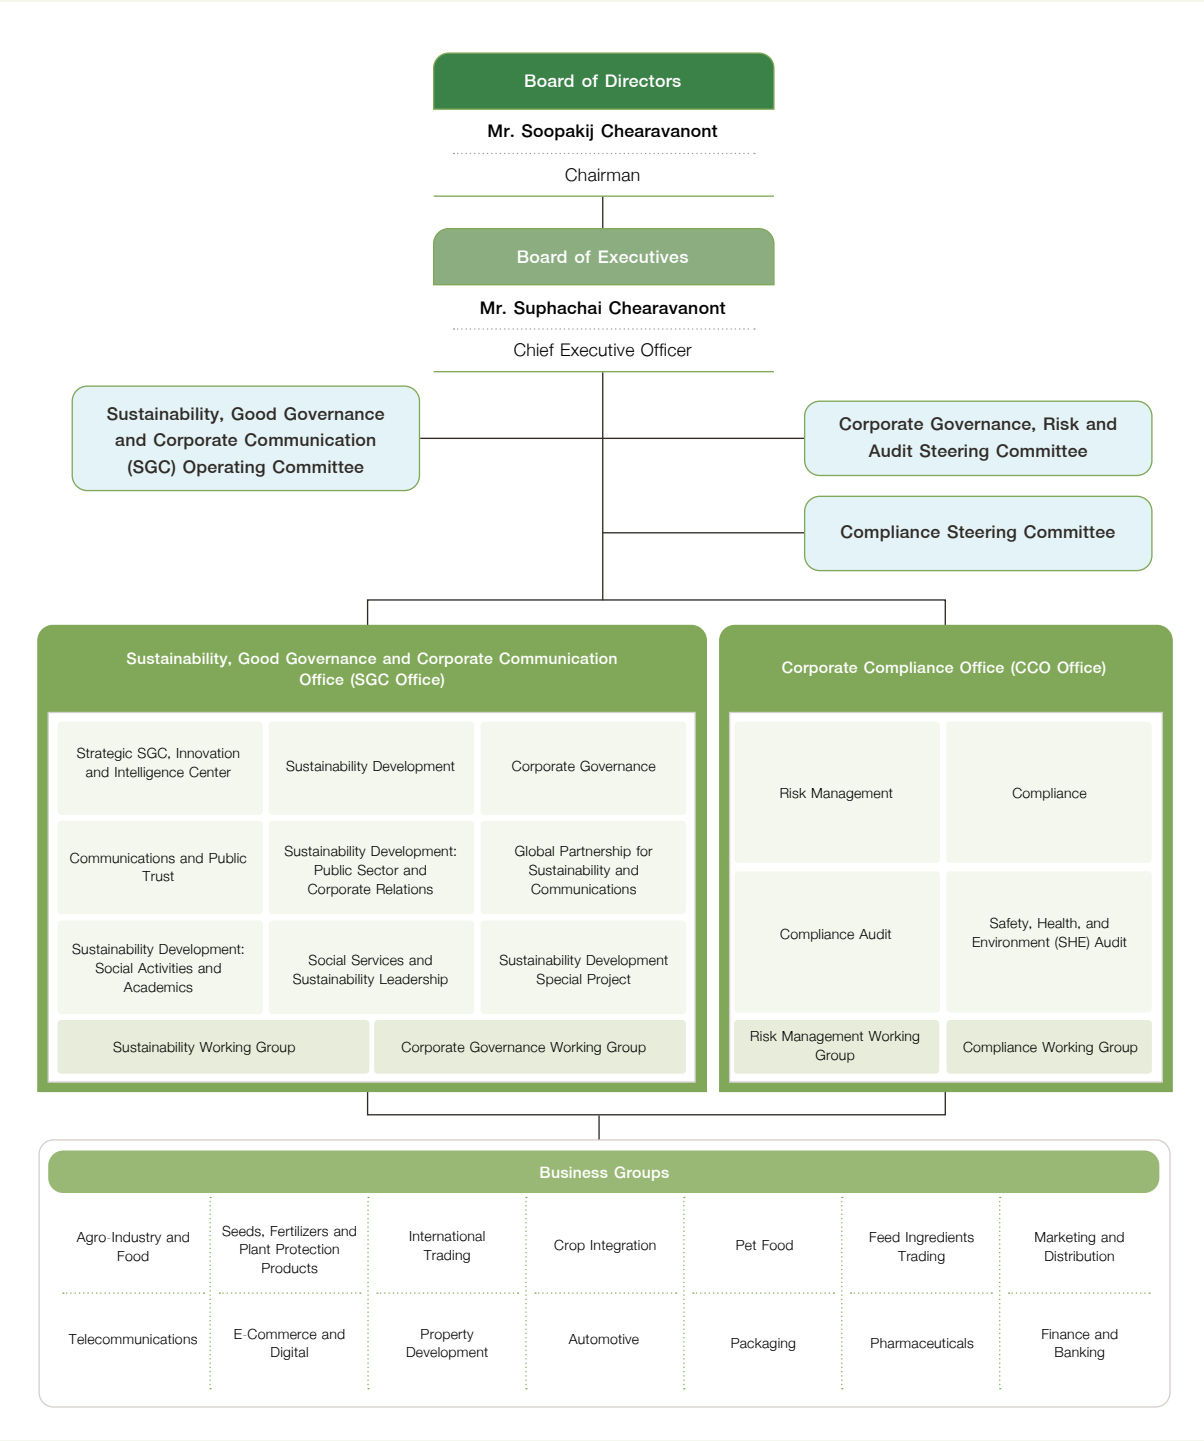 Board of Directors
Mr. Soopakij Chearavanont
Chairman
Board of Executives
Mr. Suphachai Chearavanont
Chief Executive Officer
Sustainability, Good Governance
and Corporate Communication
(SGC) Operating Committee
Corporate Governance, Risk and
Audit Steering Committee
Compliance Steering Committee
Sustainability, Good Governance and Corporate Communication
Office (SGC Office)
Strategic SGC, Innovation
and Intelligence Center
Sustainability Development
Corporate Governance
Communications and Public
Trust
Sustainability Development:
Public Sector and
Corporate Relations
Global Partnership for
Sustainability and
Communications
Sustainability Development:
Social Activities and
Academics
Social Services and
Sustainability Leadership
Sustainability Development
Special Project
Sustainability Working Group
Corporate Governance Working Group
Corporate Compliance Office (CCO Office)
Risk Management
Compliance
Compliance Audit
Safety, Health, and
Environment (SHE) Audit
Risk Management Working
Group
Compliance Working Group
Business Groups
Agro-Industry and
Food
Seeds, Fertilizers and
Plant Protection
Products
International
Trading
Crop Integration
Pet Food
Feed Ingredients
Trading
Marketing and
Distribution
Telecommunications
E-Commerce and
Digital
Property
Development
Automotive
Packaging
Pharmaceuticals
Finance and
Banking